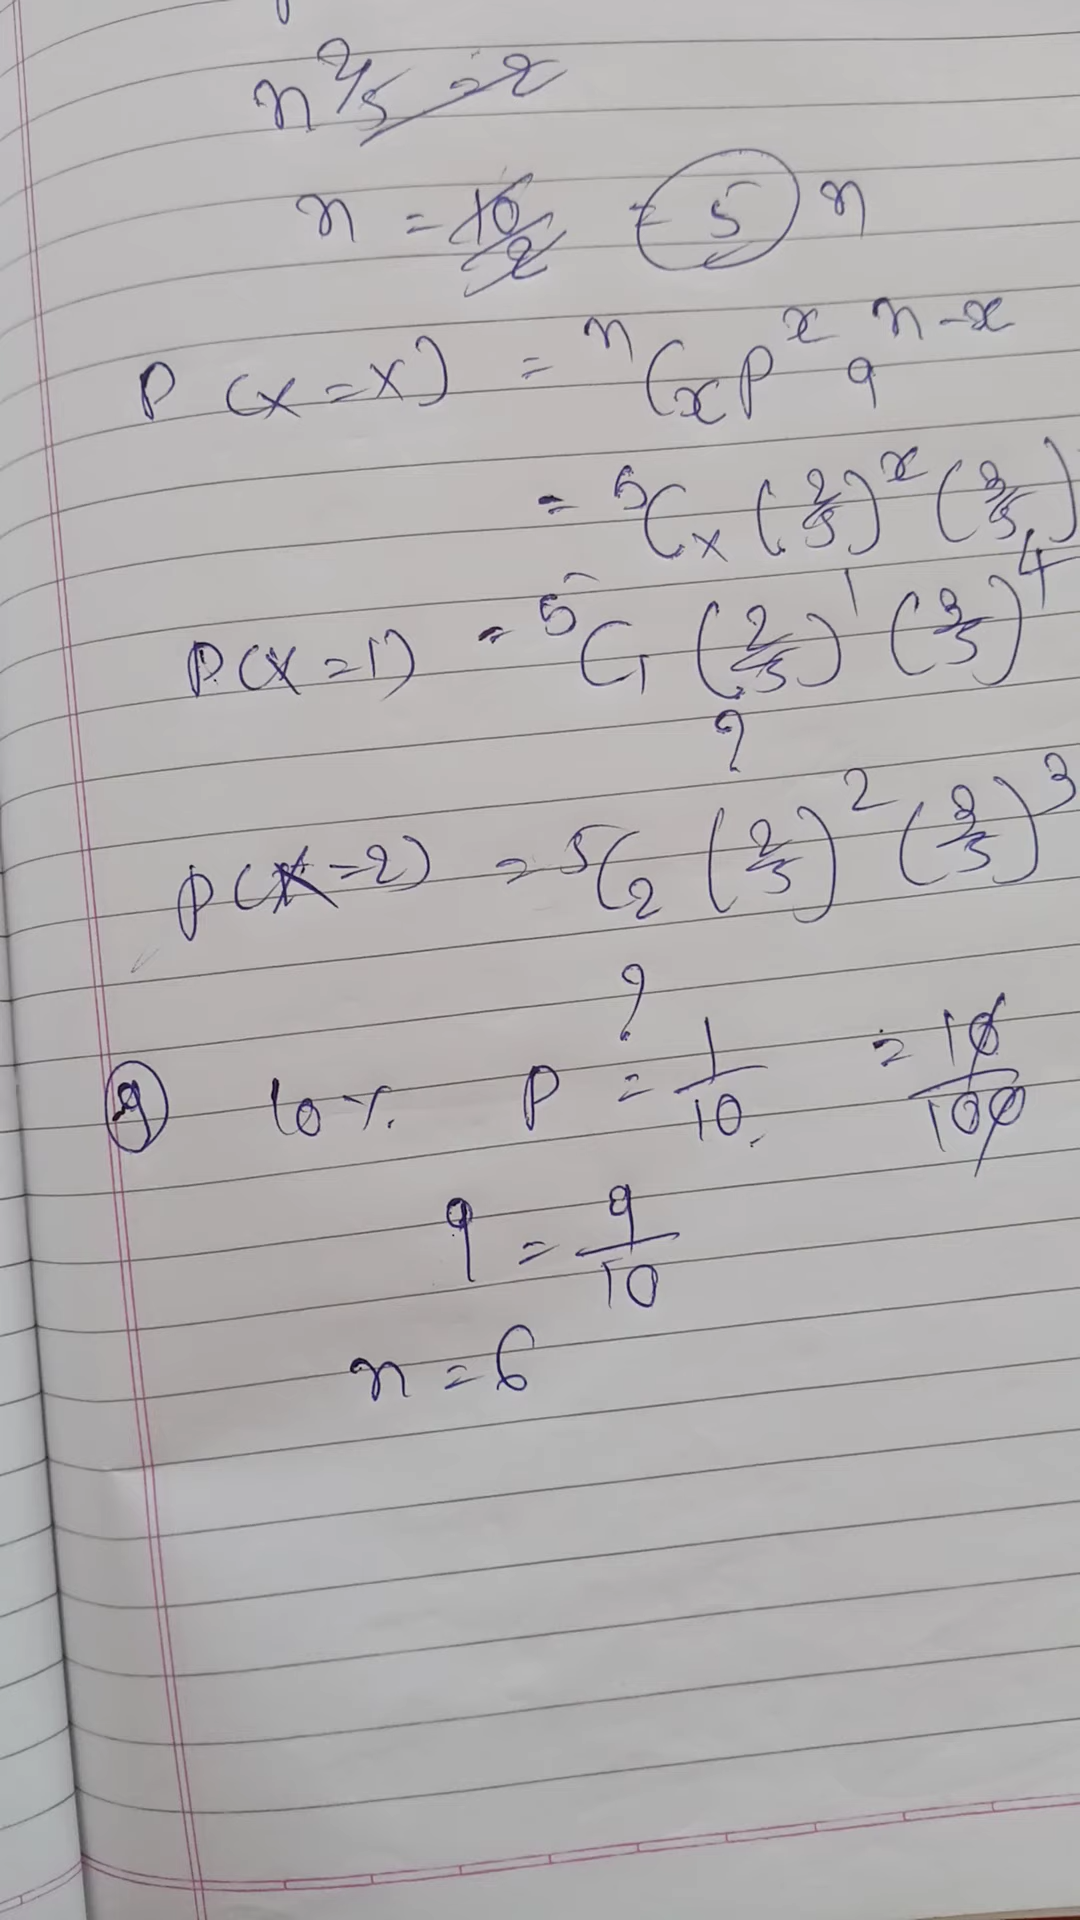 n 2/5 = 2
n = 10/2 = 5 n
P (X = x) = ⁿCₓ pˣ qⁿ⁻ˣ
= ⁵Cₓ (2/5)ˣ (3/5)
P(X = 1) = ⁵C₁ (2/5)¹ (3/5)⁴
?
P(X = 2) = ⁵C₂ (2/5)² (3/5)³
?
9 10 % P = 1/10 = 10/100
q = 9/10
n = 6